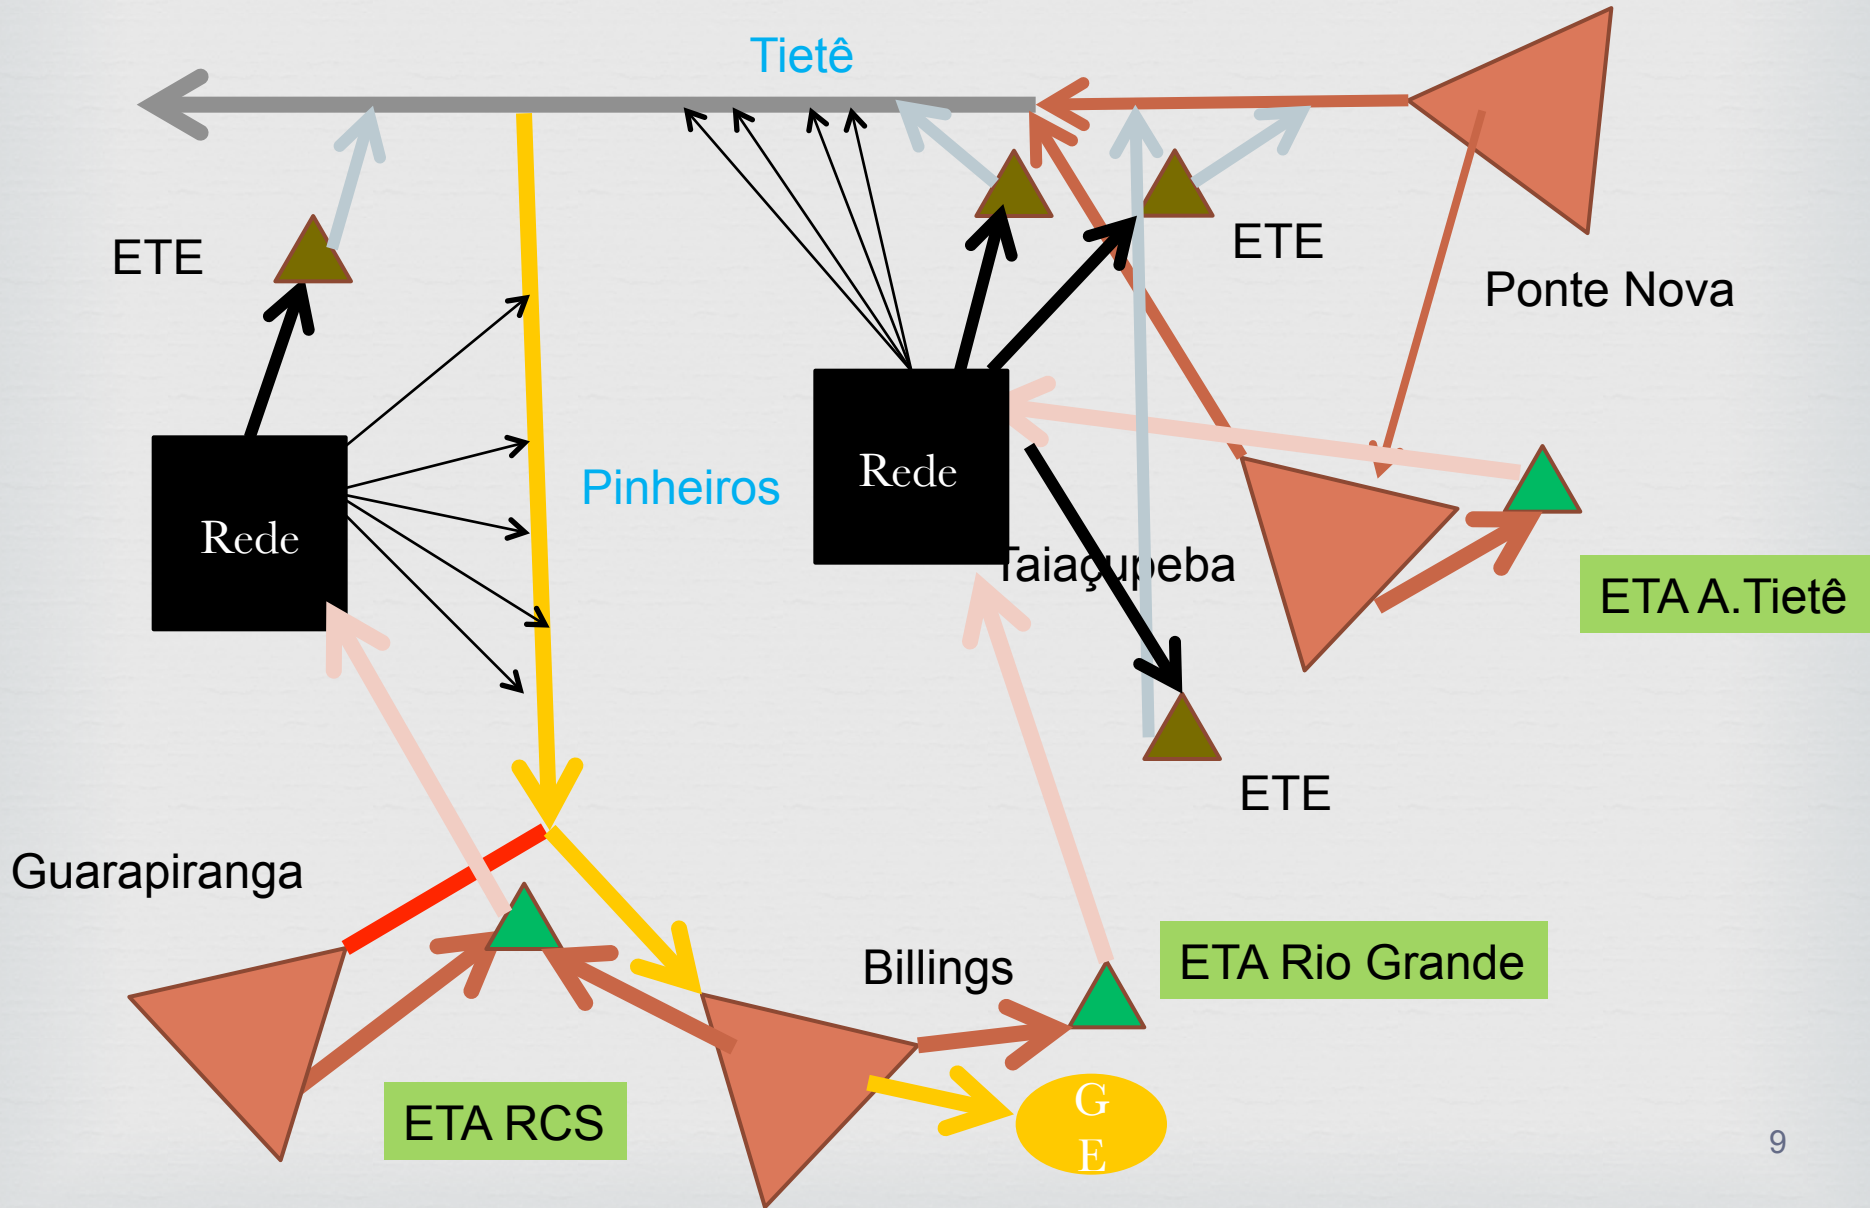 Tietê
ETE
ETE
Ponte Nova
Rede
Pinheiros
Rede
Taiaçupeba
ETA A.Tietê
ETE
Guarapiranga
Billings
ETA Rio Grande
ETA RCS
G
E
9